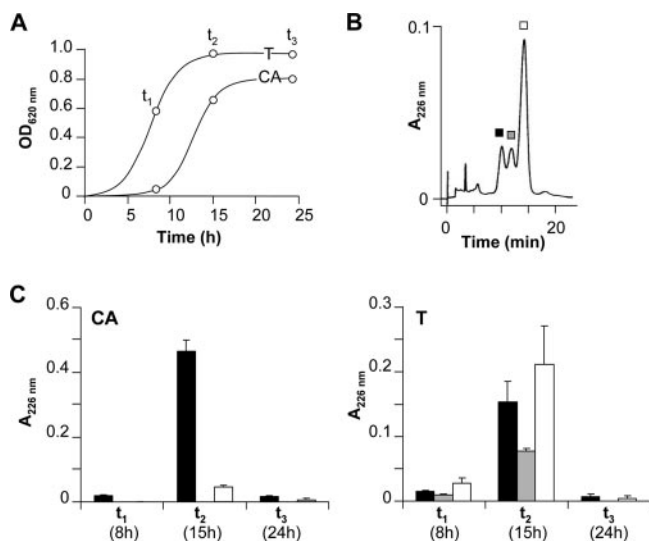 A
t1 t2 t3
T
CA
OD620 nm
1.0
0.8
0.6
0.4
0.2
0
0 5 10 15 20 25
Time (h)
B
0.1
A226 nm
0
0 20
Time (min)
C
CA
A226 nm
0.6
0.4
0.2
0
t1 t2 t3
(8h) (15h) (24h)
T
A226 nm
0.3
0.2
0.1
0
t1 t2 t3
(8h) (15h) (24h)